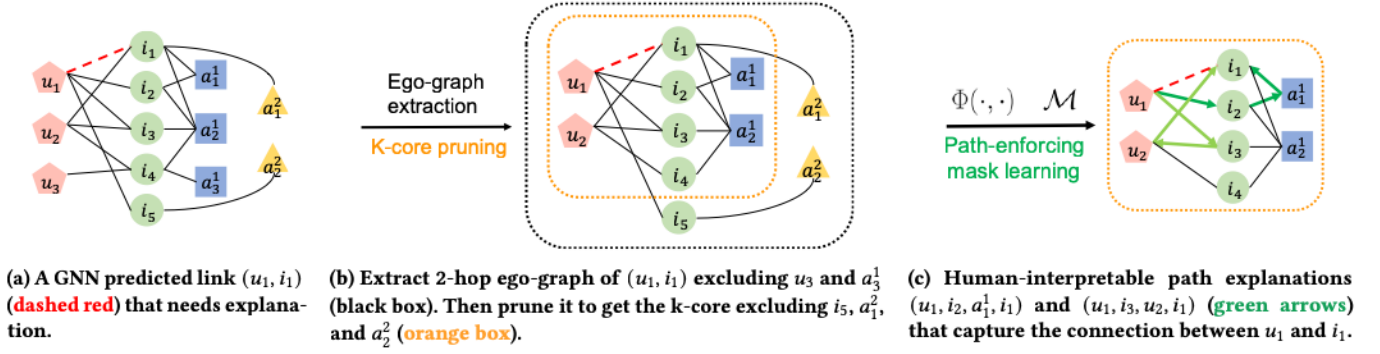 u₁
u₂
u₃
i₁
i₂
i₃
i₄
i₅
a₁¹
a₂¹
a₃¹
a₁²
a₂²
Ego-graph
extraction
K-core pruning
u₁
u₂
i₁
i₂
i₃
i₄
i₅
a₁¹
a₂¹
a₁²
a₂²
Φ(·,·) ℳ
Path-enforcing
mask learning
u₁
u₂
i₁
i₂
i₃
i₄
a₁¹
a₂¹
(a) A GNN predicted link (u₁, i₁)
(dashed red) that needs explana-
tion.
(b) Extract 2-hop ego-graph of (u₁, i₁) excluding u₃ and a₃¹
(black box). Then prune it to get the k-core excluding i₅, a₁²,
and a₂² (orange box).
(c) Human-interpretable path explanations
(u₁, i₂, a₁¹, i₁) and (u₁, i₃, u₂, i₁) (green arrows)
that capture the connection between u₁ and i₁.